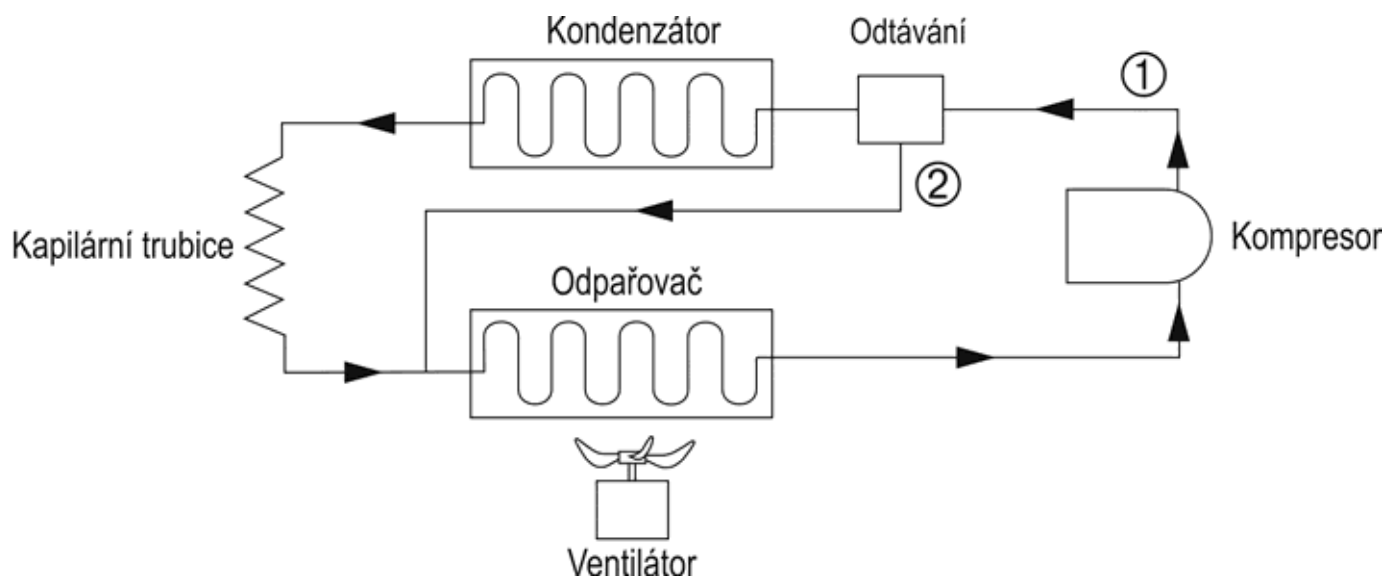 Kondenzátor
Odtávání
①
②
Kapilární trubice
Kompresor
Odpařovač
Ventilátor